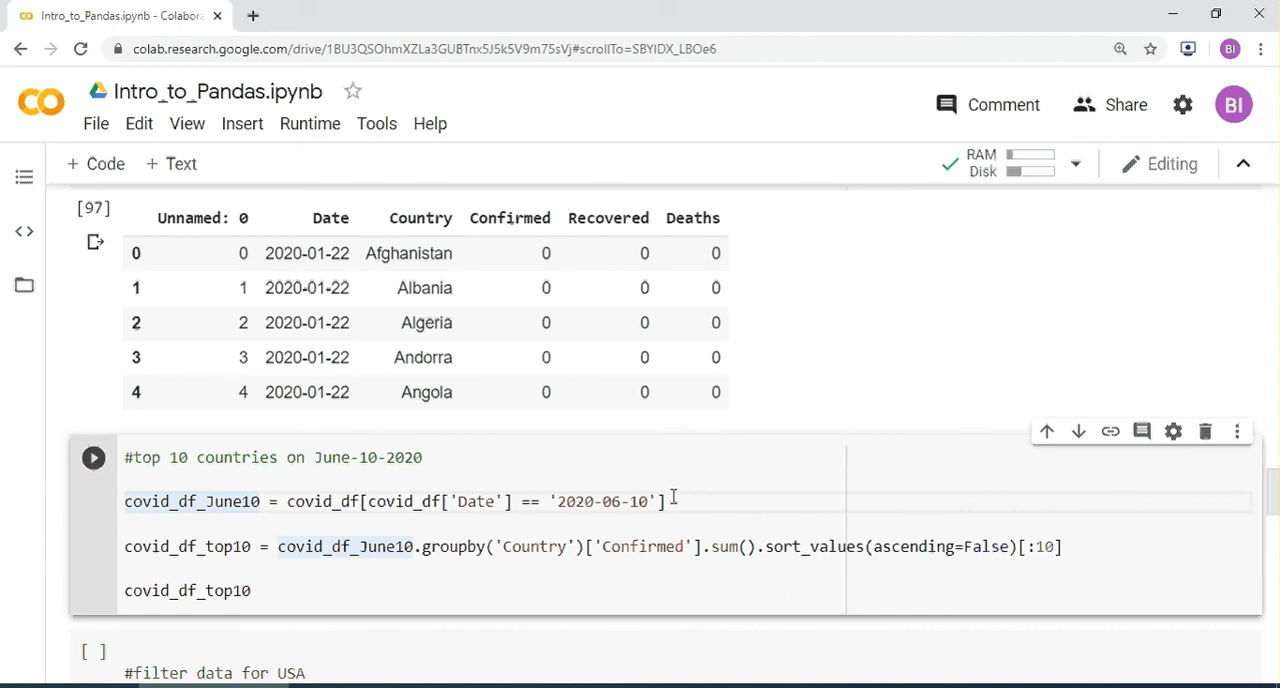 Intro_to_Pandas.ipynb - Colabora
colab.research.google.com/drive/1BU3QSOhmXZLa3GUBTnx5J5k5V9m75sVj#scrollTo=SBYIDX_LBOe6
BI
CO
Intro_to_Pandas.ipynb
Comment
Share
BI
File Edit View Insert Runtime Tools Help
+ Code + Text
RAM
Disk
Editing
[97]
Unnamed: 0 Date Country Confirmed Recovered Deaths
0 0 2020-01-22 Afghanistan 0 0 0
1 1 2020-01-22 Albania 0 0 0
2 2 2020-01-22 Algeria 0 0 0
3 3 2020-01-22 Andorra 0 0 0
4 4 2020-01-22 Angola 0 0 0
#top 10 countries on June-10-2020
covid_df_June10 = covid_df[covid_df['Date'] == '2020-06-10']
covid_df_top10 = covid_df_June10.groupby('Country')['Confirmed'].sum().sort_values(ascending=False)[:10]
covid_df_top10
[ ]
#filter data for USA